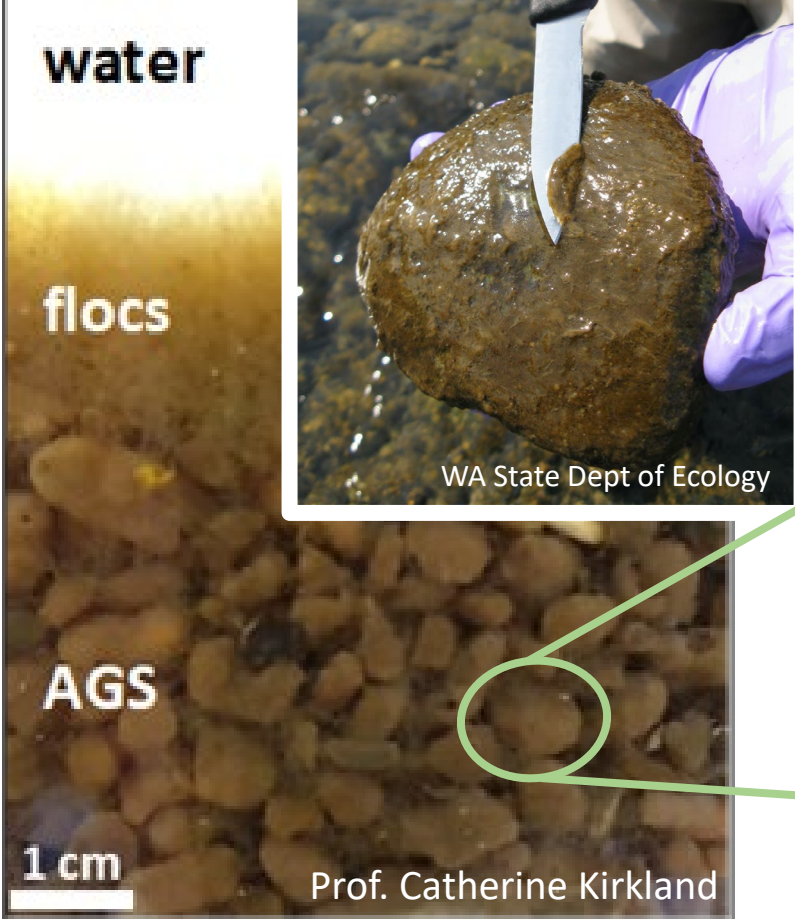 water
flocs
WA State Dept of Ecology
AGS
1 cm
Prof. Catherine Kirkland